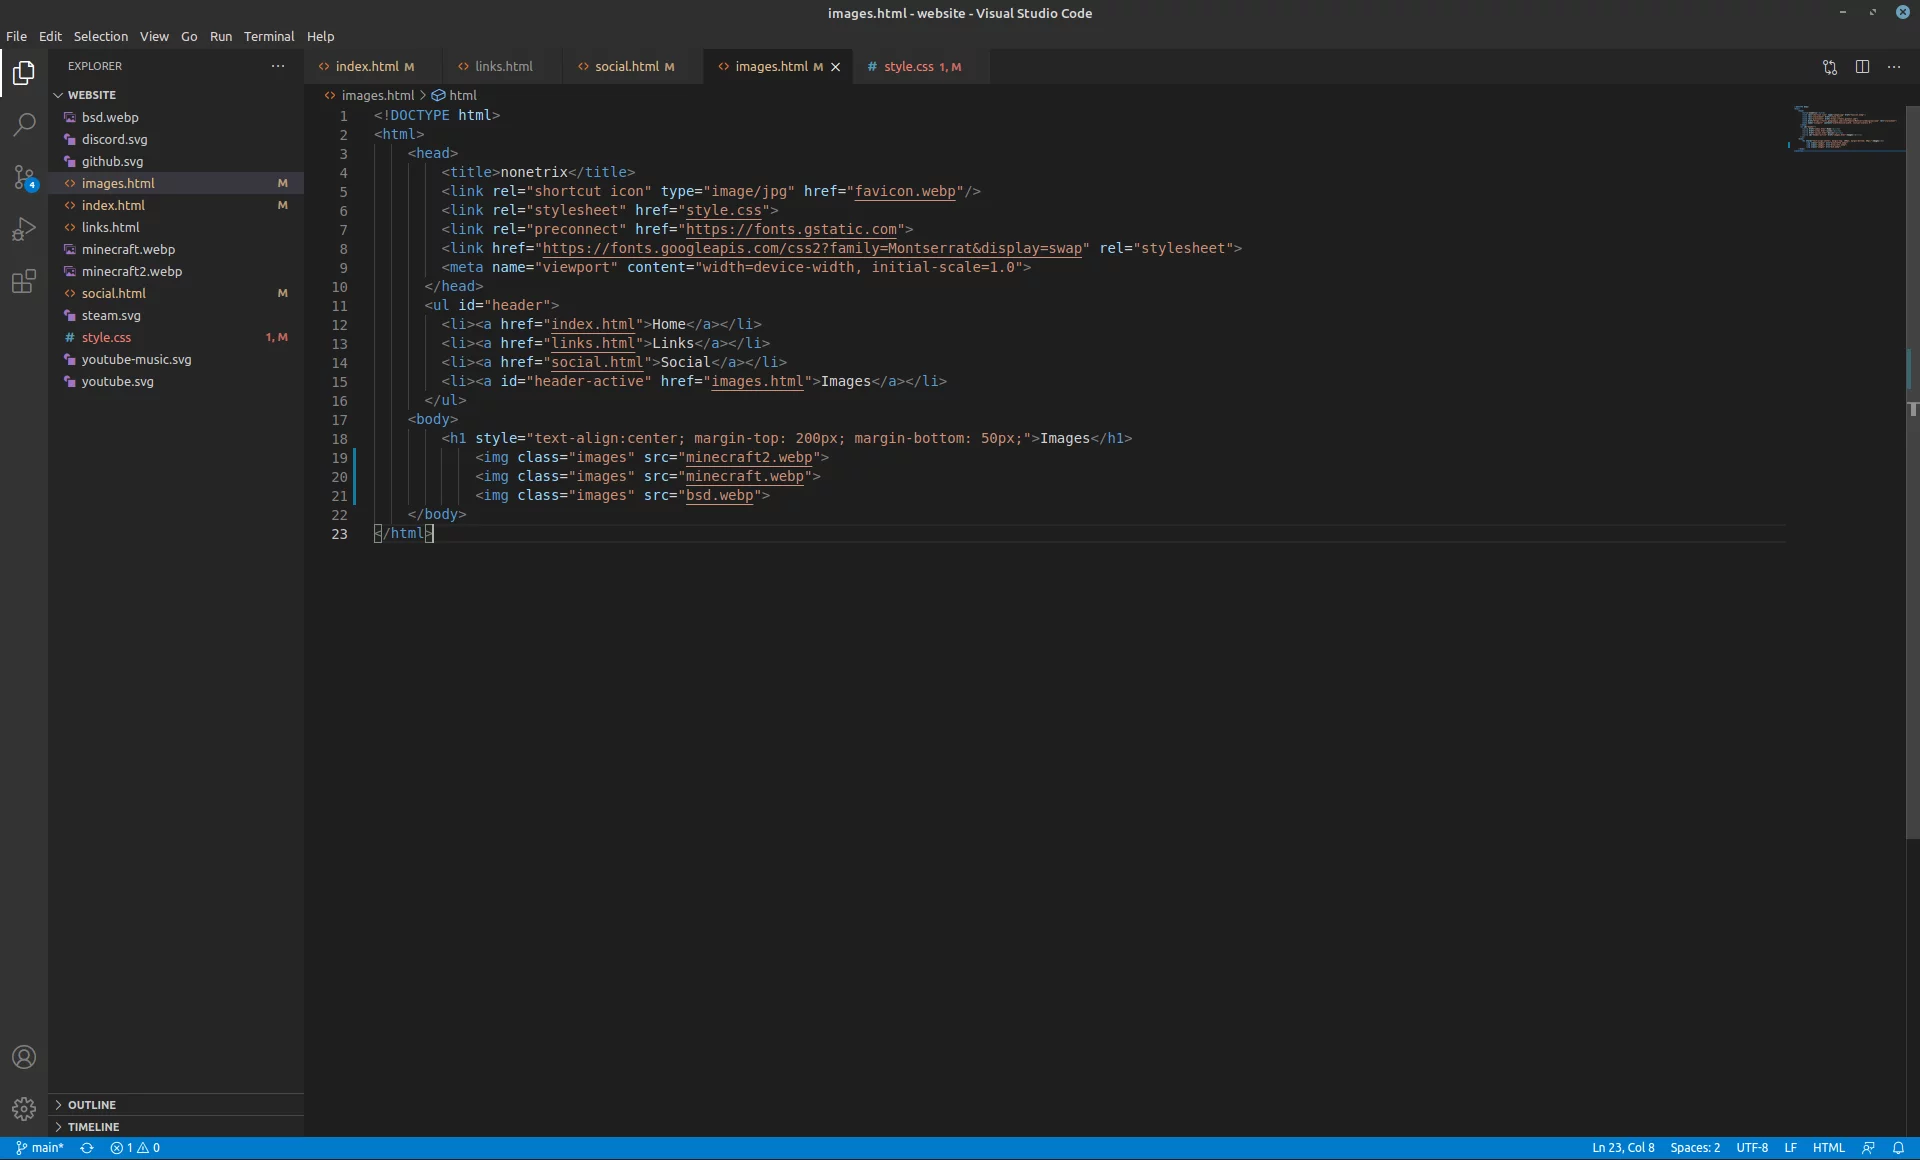 images.html - website - Visual Studio Code
File Edit Selection View Go Run Terminal Help
EXPLORER
WEBSITE
bsd.webp
discord.svg
github.svg
images.html M
index.html M
links.html
minecraft.webp
minecraft2.webp
social.html M
steam.svg
style.css 1, M
youtube-music.svg
youtube.svg
OUTLINE
TIMELINE
index.html M links.html social.html M images.html M # style.css 1, M
images.html > html
1 <!DOCTYPE html>
2 <html>
3 <head>
4 <title>nonetrix</title>
5 <link rel="shortcut icon" type="image/jpg" href="favicon.webp"/>
6 <link rel="stylesheet" href="style.css">
7 <link rel="preconnect" href="https://fonts.gstatic.com">
8 <link href="https://fonts.googleapis.com/css2?family=Montserrat&display=swap" rel="stylesheet">
9 <meta name="viewport" content="width=device-width, initial-scale=1.0">
10 </head>
11 <ul id="header">
12 <li><a href="index.html">Home</a></li>
13 <li><a href="links.html">Links</a></li>
14 <li><a href="social.html">Social</a></li>
15 <li><a id="header-active" href="images.html">Images</a></li>
16 </ul>
17 <body>
18 <h1 style="text-align:center; margin-top: 200px; margin-bottom: 50px;">Images</h1>
19 <img class="images" src="minecraft2.webp">
20 <img class="images" src="minecraft.webp">
21 <img class="images" src="bsd.webp">
22 </body>
23 </html>
4
main* 1 0 Ln 23, Col 8 Spaces: 2 UTF-8 LF HTML